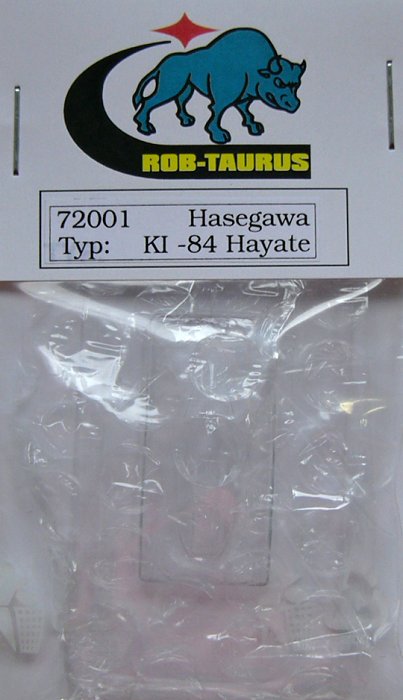 ROB-TAURUS
72001 Hasegawa
Typ: KI -84 Hayate